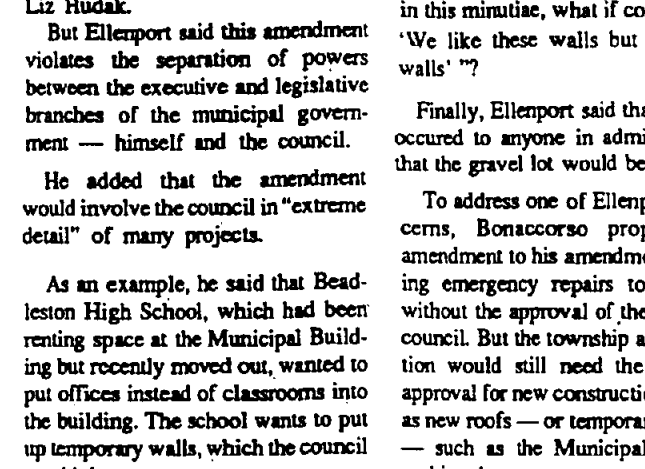 Liz Hudak.
But Ellenport said this amendment
violates the separation of powers
between the executive and legislative
branches of the municipal govern-
ment — himself and the council.
He added that the amendment
would involve the council in "extreme
detail" of many projects.
As an example, he said that Bead-
leston High School, which had been
renting space at the Municipal Build-
ing but recently moved out, wanted to
put offices instead of classrooms into
the building. The school wants to put
up temporary walls, which the council
in this minutiae, what if co
'We like these walls but
walls' "?
Finally, Ellenport said tha
occured to anyone in admi
that the gravel lot would be
To address one of Ellenp
cerns, Bonaccorso prop
amendment to his amendme
ing emergency repairs to
without the approval of the
council. But the township a
tion would still need the
approval for new constructi
as new roofs — or tempora
— such as the Municipal